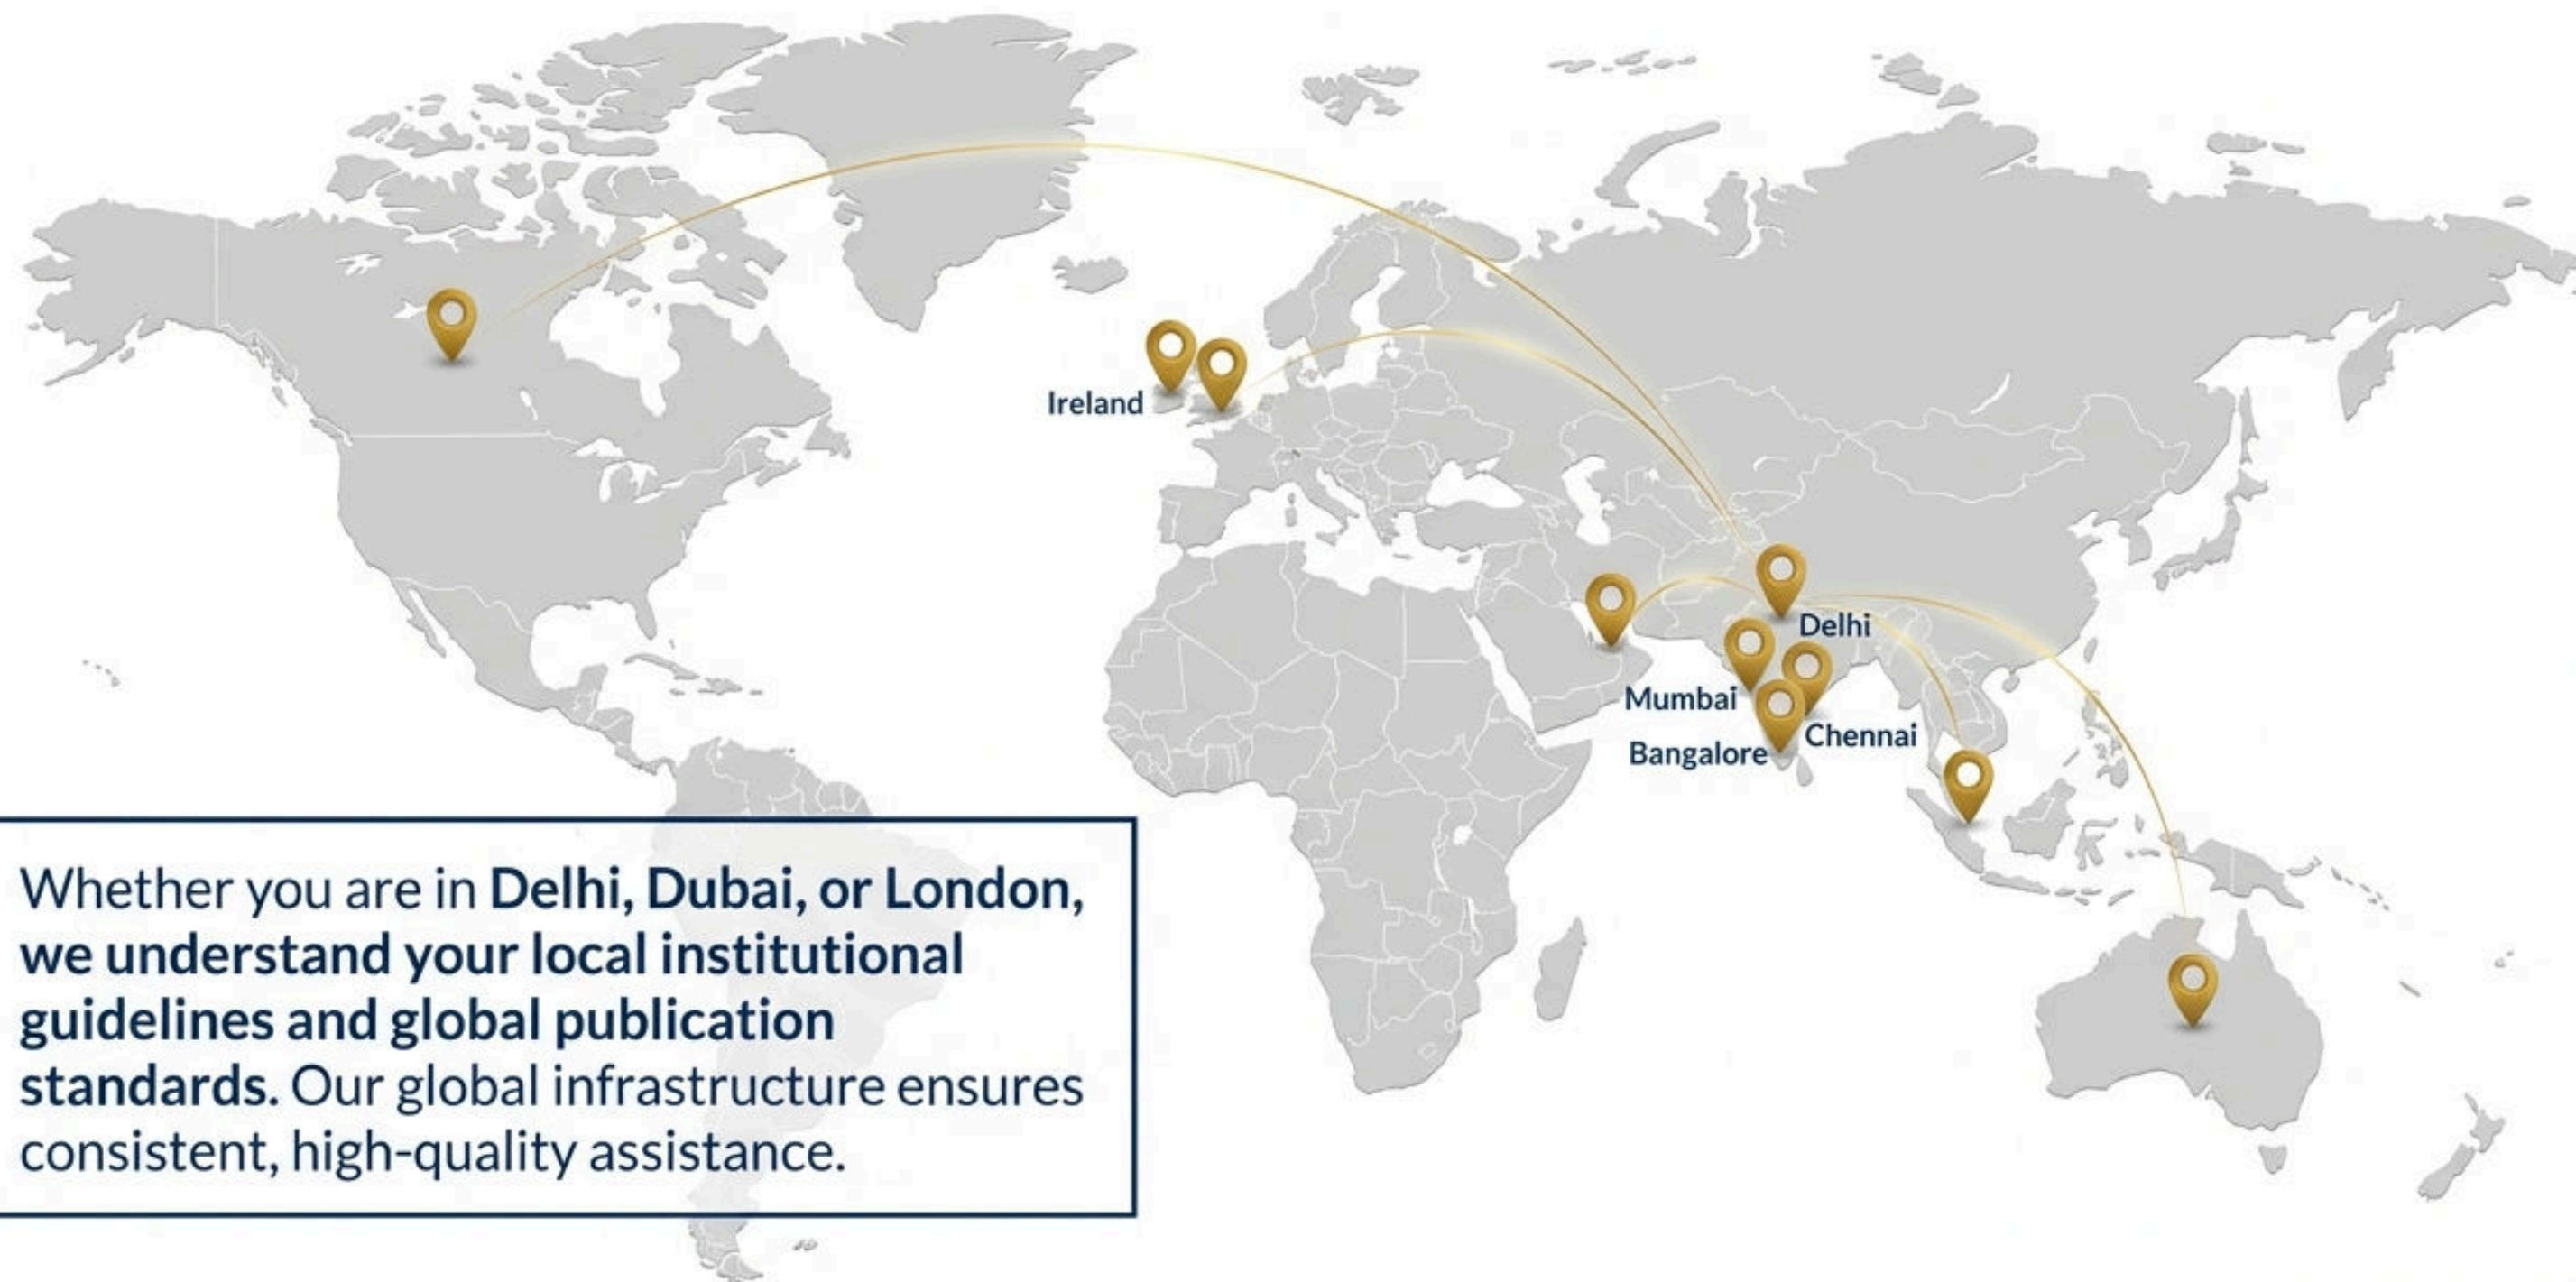 Ireland
Delhi
Mumbai
Chennai
Bangalore
Whether you are in Delhi, Dubai, or London,
we understand your local institutional
guidelines and global publication
standards. Our global infrastructure ensures
consistent, high-quality assistance.